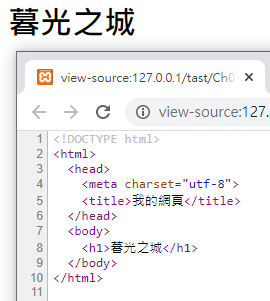 暮光之城
view-source:127.0.0.1/tast/Ch0
view-source:127.
1 <!DOCTYPE html>
2 <html>
3 <head>
4 <meta charset="utf-8">
5 <title>我的網頁</title>
6 </head>
7 <body>
8 <h1>暮光之城</h1>
9 </body>
10 </html>
11